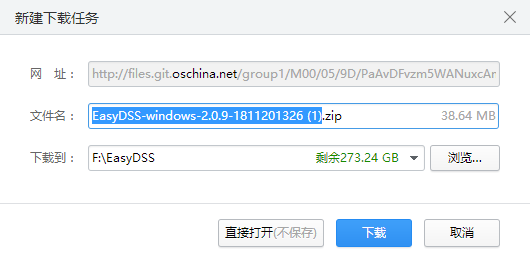 新建下载任务
网 址： http://files.git.oschina.net/group1/M00/05/9D/PaAvDFvzm5WANuxcAr
文件名： EasyDSS-windows-2.0.9-1811201326 (1).zip 38.64 MB
下载到： F:\EasyDSS 剩余273.24 GB 浏览...
直接打开(不保存) 下载 取消